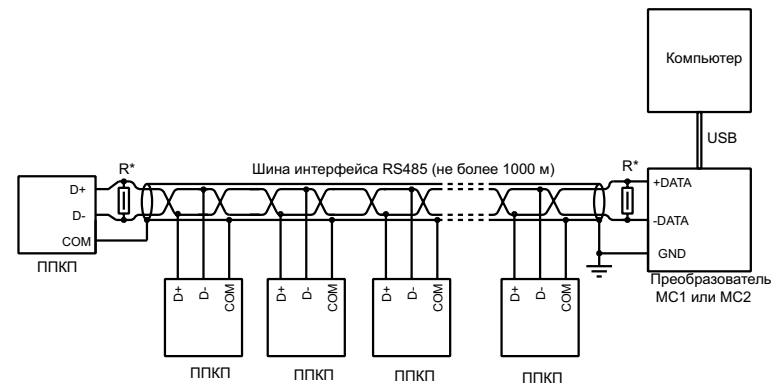 Компьютер
USB
R*
Шина интерфейса RS485 (не более 1000 м)
R*
D+
D-
COM
ППКП
+DATA
-DATA
GND
Преобразователь
МС1 или МС2
D+
D-
COM
D+
D-
COM
D+
D-
COM
D+
D-
COM
ППКП
ППКП
ППКП
ППКП